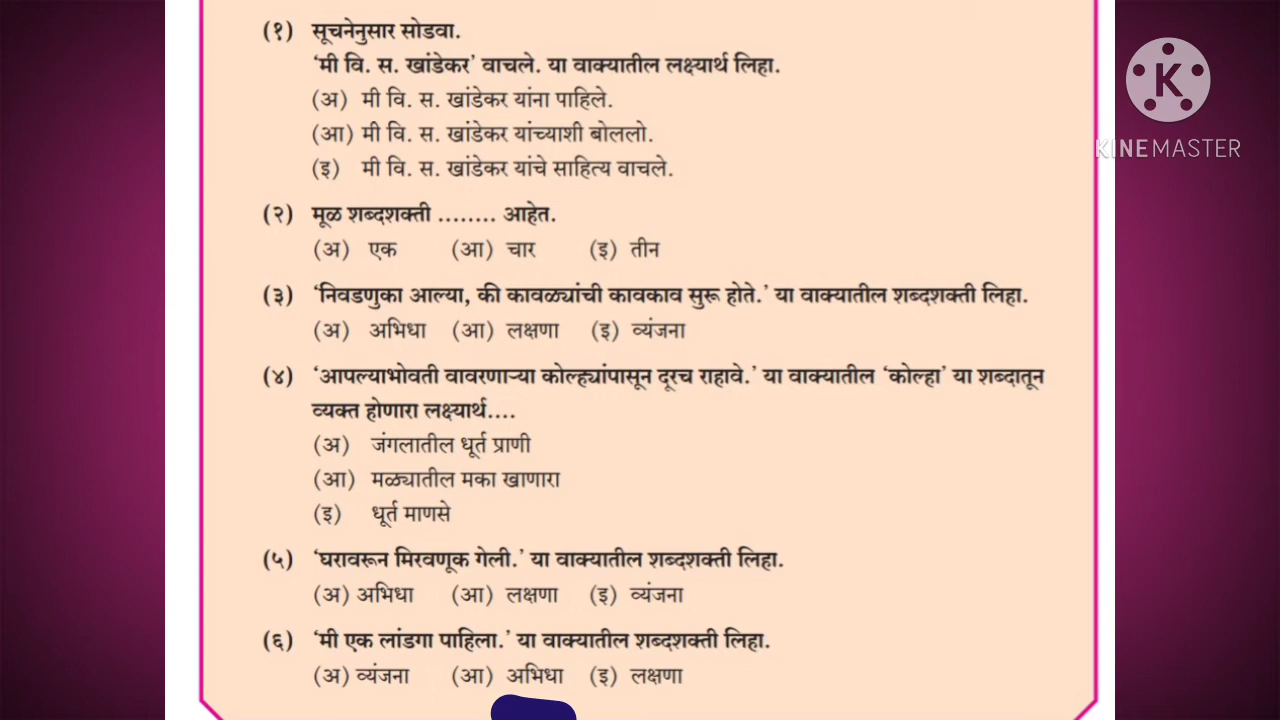 (१) सूचनेनुसार सोडवा.
‘मी वि. स. खांडेकर’ वाचले. या वाक्यातील लक्ष्यार्थ लिहा.
(अ) मी वि. स. खांडेकर यांना पाहिले.
(आ) मी वि. स. खांडेकर यांच्याशी बोललो.
(इ) मी वि. स. खांडेकर यांचे साहित्य वाचले.
(२) मूळ शब्दशक्ती ........ आहेत.
(अ) एक (आ) चार (इ) तीन
(३) ‘निवडणुका आल्या, की कावळ्यांची कावकाव सुरू होते.’ या वाक्यातील शब्दशक्ती लिहा.
(अ) अभिधा (आ) लक्षणा (इ) व्यंजना
(४) ‘आपल्याभोवती वावरणाऱ्या कोल्ह्यांपासून दूरच राहावे.’ या वाक्यातील ‘कोल्हा’ या शब्दातून
व्यक्त होणारा लक्ष्यार्थ....
(अ) जंगलातील धूर्त प्राणी
(आ) मळ्यातील मका खाणारा
(इ) धूर्त माणसे
(५) ‘घरावरून मिरवणूक गेली.’ या वाक्यातील शब्दशक्ती लिहा.
(अ) अभिधा (आ) लक्षणा (इ) व्यंजना
(६) ‘मी एक लांडगा पाहिला.’ या वाक्यातील शब्दशक्ती लिहा.
(अ) व्यंजना (आ) अभिधा (इ) लक्षणा
K
KINEMASTER